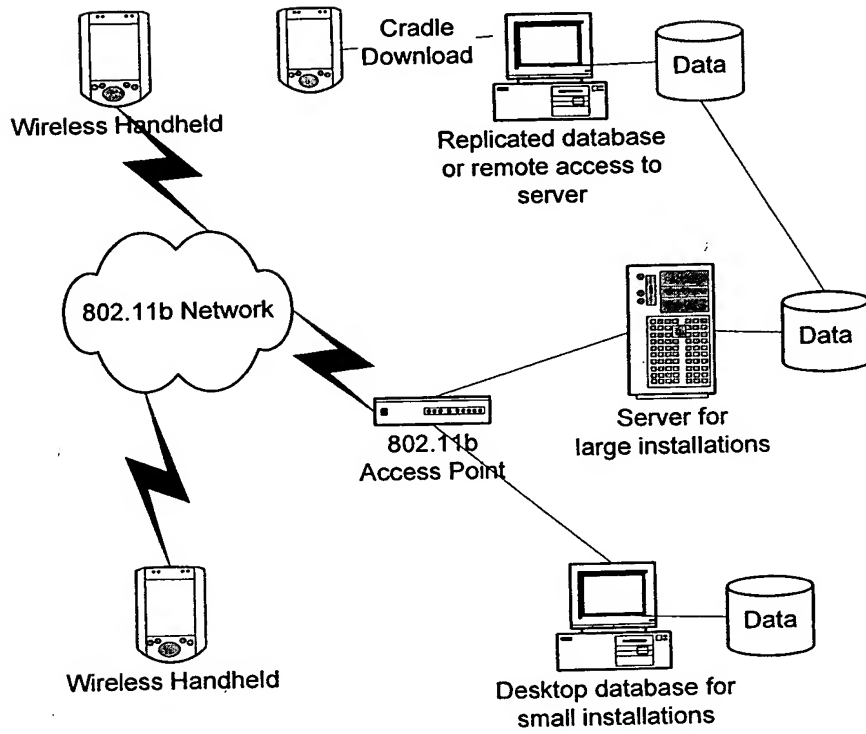 Cradle
Download
Data
Wireless Handheld
Replicated database
or remote access to
server
802.11b Network
Data
Server for
large installations
802.11b
Access Point
Data
Wireless Handheld
Desktop database for
small installations